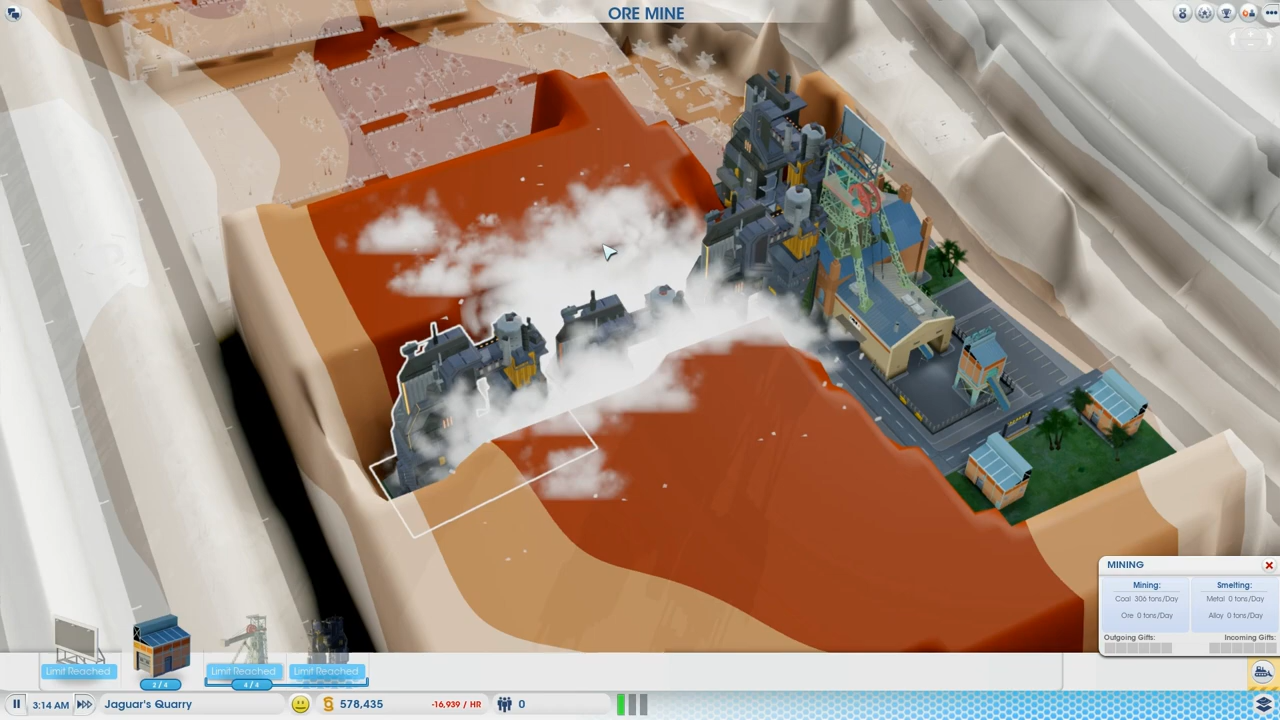 ORE MINE
MINING
Mining:
Smelting:
Coal 306 tons/Day
Metal 0 tons/Day
Ore 0 tons/Day
Alloy 0 tons/Day
Outgoing Gifts:
Incoming Gifts:
Limit Reached
Limit Reached
Limit Reached
2 / 4
4 / 4
3:14 AM
Jaguar's Quarry
578,435
-16,939 / HR
0